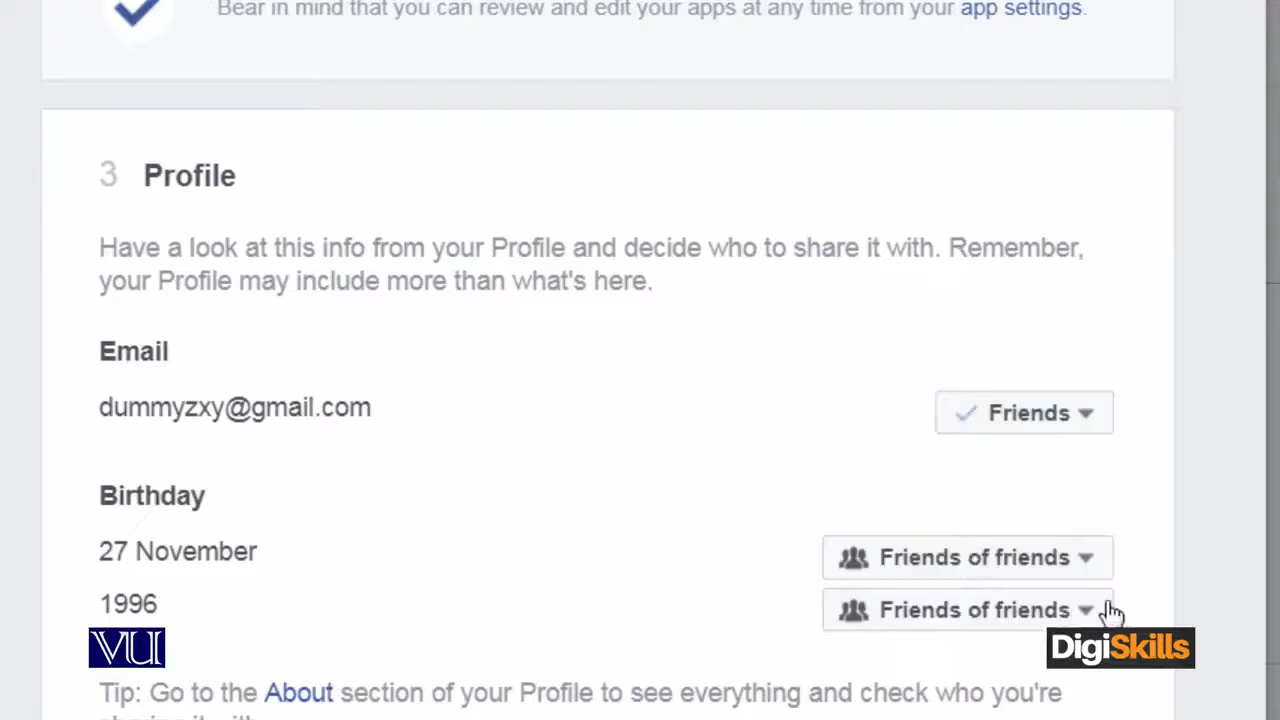 Bear in mind that you can review and edit your apps at any time from your app settings.
3 Profile
Have a look at this info from your Profile and decide who to share it with. Remember,
your Profile may include more than what's here.
Email
dummyzxy@gmail.com
Friends
Birthday
27 November
Friends of friends
1996
Friends of friends
VU
DigiSkills
Tip: Go to the About section of your Profile to see everything and check who you're